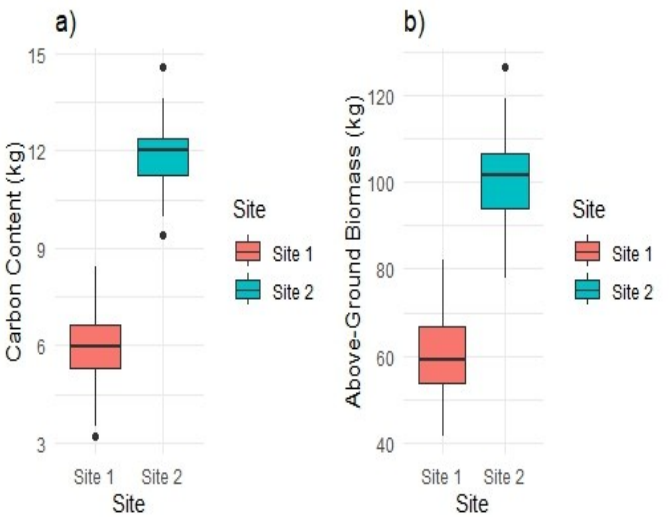 a)
Carbon Content (kg)
15
12
9
6
3
Site 1 Site 2
Site
Site
Site 1
Site 2
b)
Above-Ground Biomass (kg)
120
100
80
60
40
Site 1 Site 2
Site
Site
Site 1
Site 2